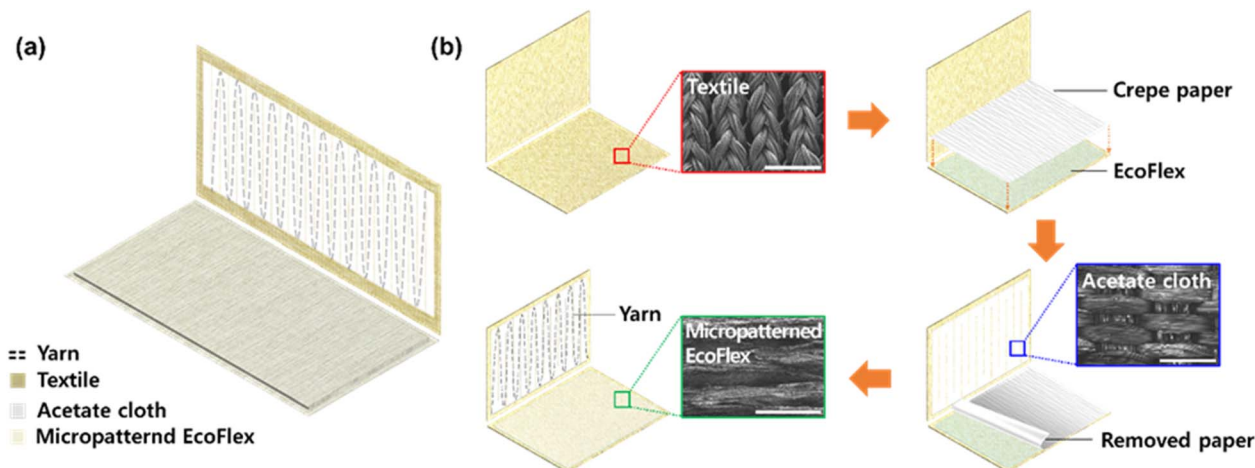 (a)
Yarn
Textile
Acetate cloth
Micropatternd EcoFlex
(b)
Textile
Crepe paper
EcoFlex
Acetate cloth
Removed paper
Yarn
Micropatterned
EcoFlex